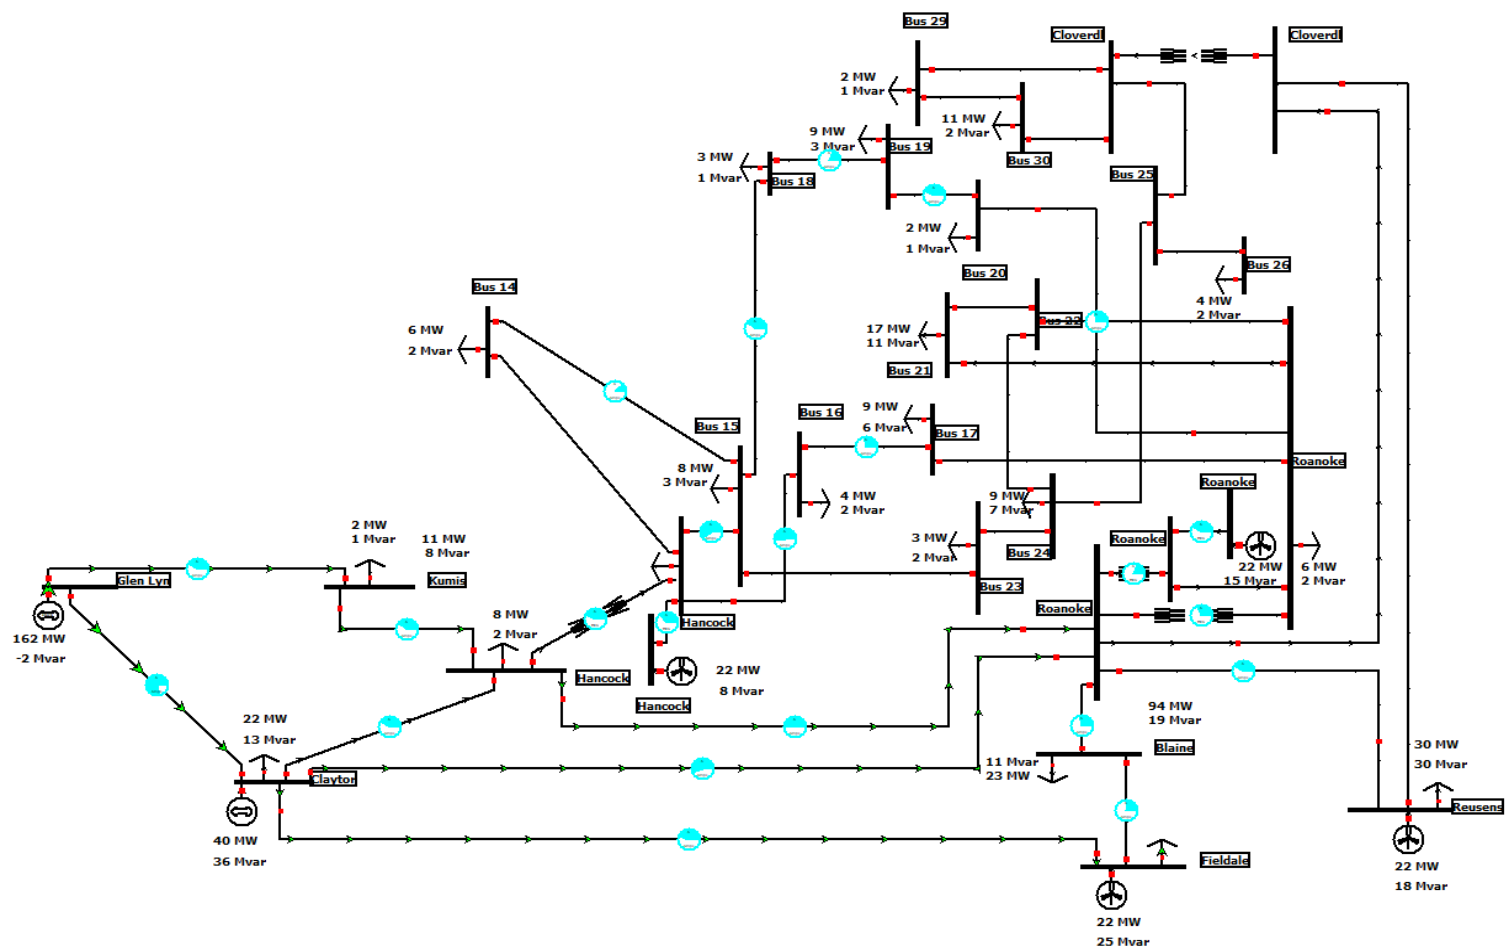 Bus 29
Cloverdl
Cloverdl
2 MW
1 Mvar
11 MW
2 Mvar
9 MW
3 Mvar
Bus 19
Bus 30
3 MW
1 Mvar
Bus 18
Bus 25
2 MW
1 Mvar
Bus 20
Bus 26
4 MW
2 Mvar
Bus 14
6 MW
2 Mvar
Bus 22
17 MW
11 Mvar
Bus 21
Bus 15
Bus 16
9 MW
6 Mvar
Bus 17
8 MW
3 Mvar
Roanoke
Roanoke
4 MW
2 Mvar
9 MW
7 Mvar
2 MW
1 Mvar
11 MW
8 Mvar
3 MW
2 Mvar
Bus 24
Roanoke
22 MW
15 Mvar
6 MW
2 Mvar
Glen Lyn
Kumis
Bus 23
Roanoke
162 MW
-2 Mvar
8 MW
2 Mvar
Hancock
Hancock
22 MW
8 Mvar
Hancock
94 MW
19 Mvar
22 MW
13 Mvar
Claytor
Blaine
11 Mvar
23 MW
30 MW
30 Mvar
Reusens
40 MW
36 Mvar
Fieldale
22 MW
18 Mvar
22 MW
25 Mvar